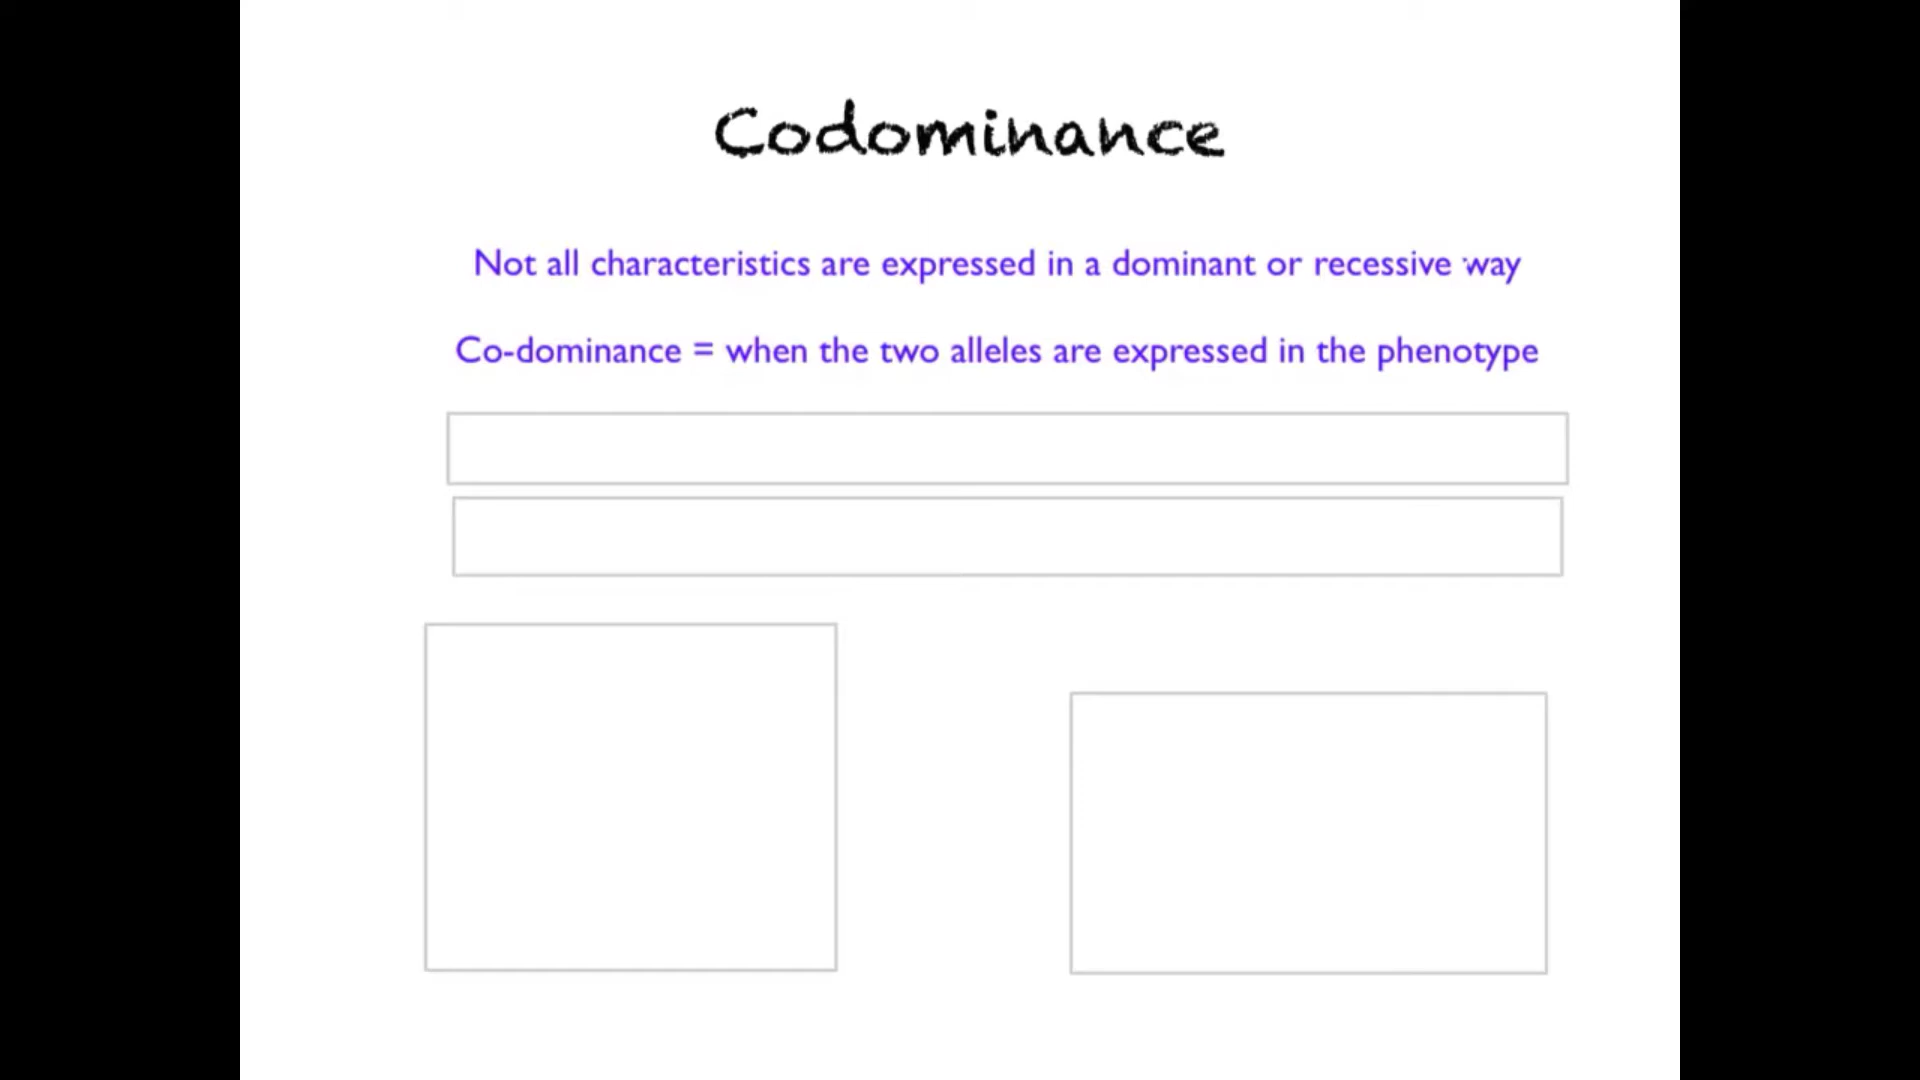 Codominance
Not all characteristics are expressed in a dominant or recessive way
Co-dominance = when the two alleles are expressed in the phenotype